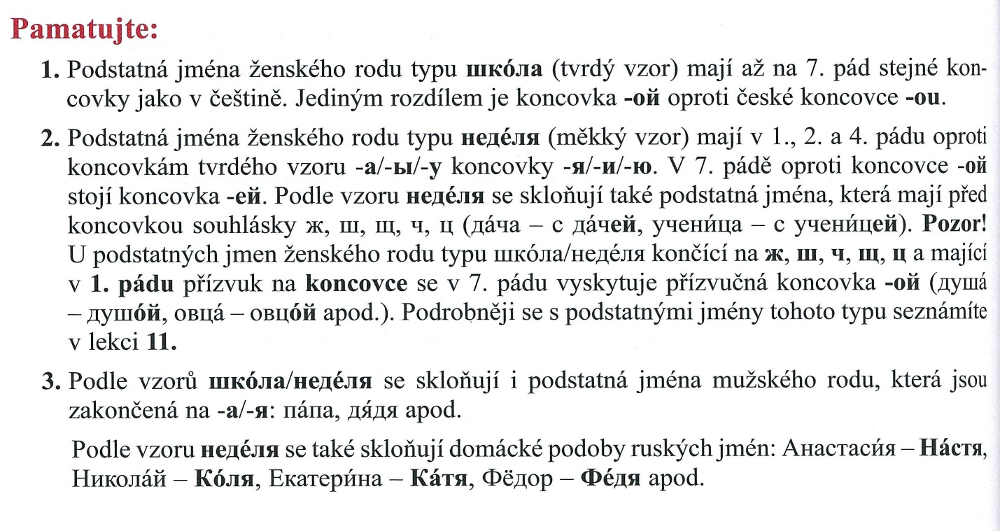 Pamatujte:
1. Podstatná jména ženského rodu typu шко́ла (tvrdý vzor) mají až na 7. pád stejné kon-
covky jako v češtině. Jediným rozdílem je koncovka -ой oproti české koncovce -ou.
2. Podstatná jména ženského rodu typu неде́ля (měkký vzor) mají v 1., 2. a 4. pádu oproti
koncovkám tvrdého vzoru -а/-ы/-у koncovky -я/-и/-ю. V 7. pádě oproti koncovce -ой
stojí koncovka -ей. Podle vzoru неде́ля se skloňují také podstatná jména, která mají před
koncovkou souhlásky ж, ш, щ, ч, ц (да́ча – с да́чей, учени́ца – с учени́цей). Pozor!
U podstatných jmen ženského rodu typu шко́ла/неде́ля končící na ж, ш, ч, щ, ц a mající
v 1. pádu přízvuk na koncovce se v 7. pádu vyskytuje přízvučná koncovka -ой (душа́
– душо́й, овца́ – овцо́й apod.). Podrobněji se s podstatnými jmény tohoto typu seznámíte
v lekci 11.
3. Podle vzorů шко́ла/неде́ля se skloňují i podstatná jména mužského rodu, která jsou
zakončená na -а/-я: па́па, дя́дя apod.
Podle vzoru неде́ля se také skloňují domácké podoby ruských jmén: Анастаси́я – На́стя,
Никола́й – Ко́ля, Екатери́на – Ка́тя, Фёдор – Фе́дя apod.